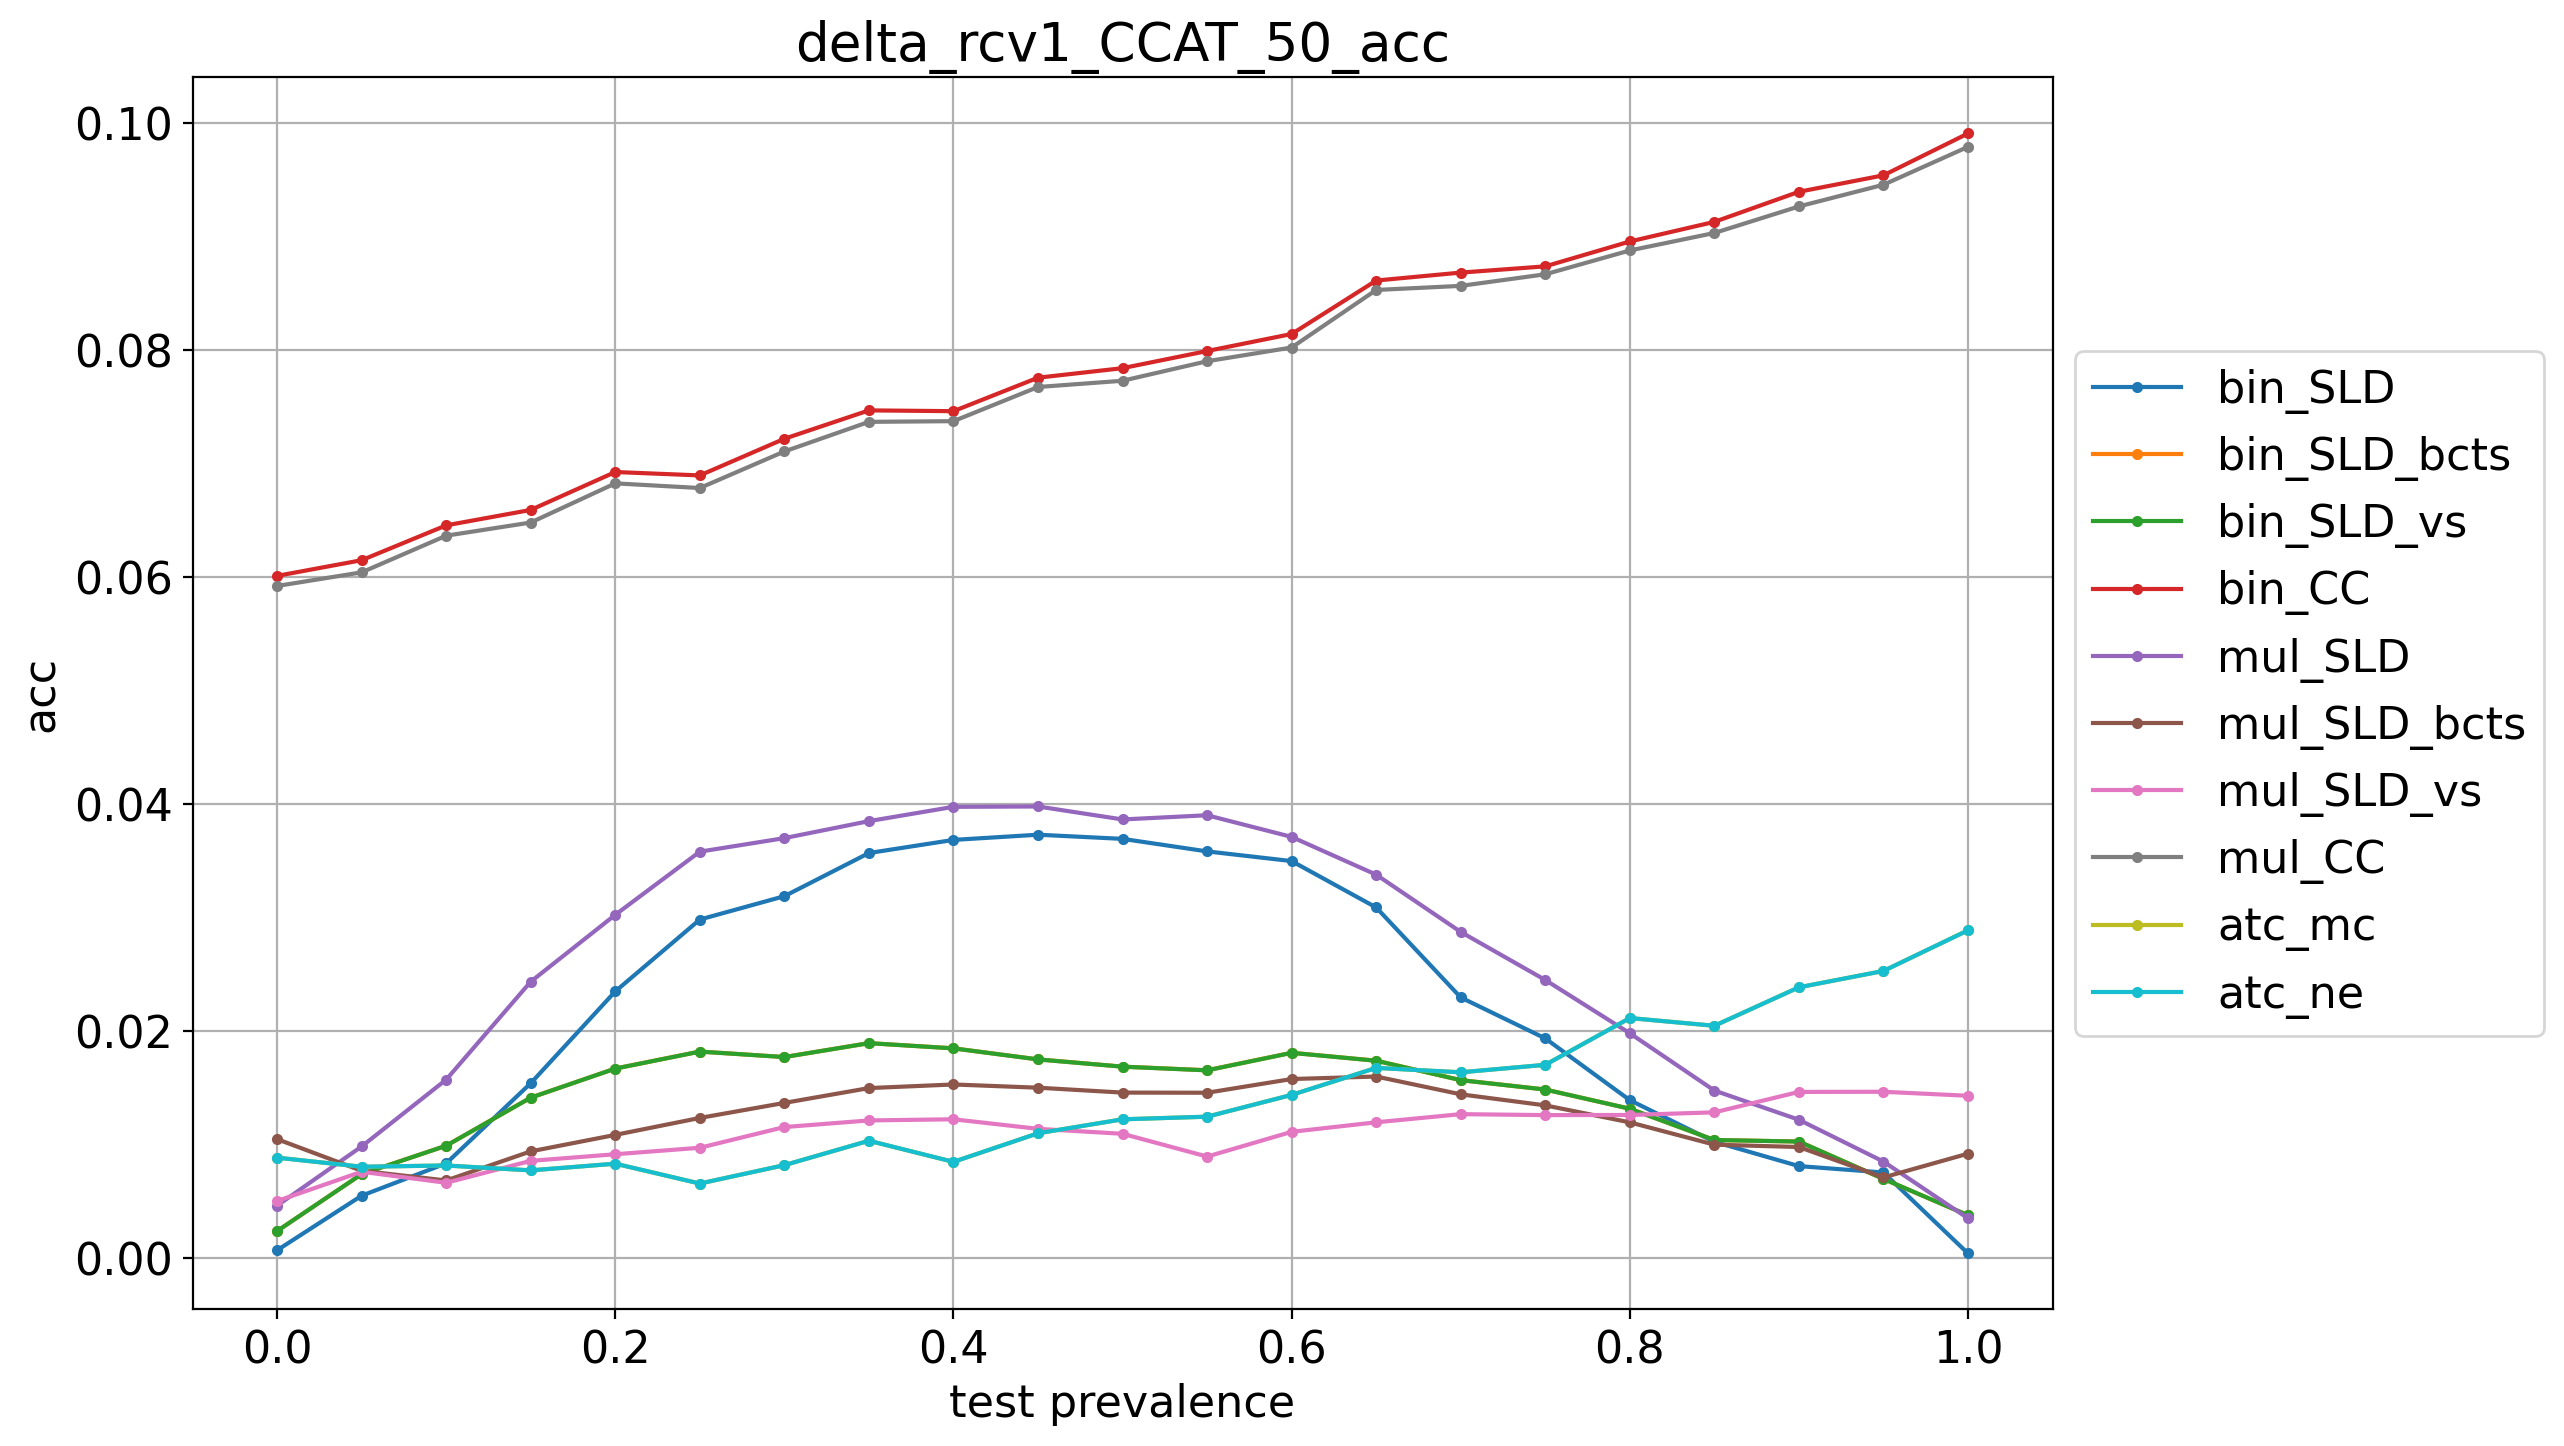 delta_rcv1_CCAT_50_acc
0.10
0.08
0.06
0.04
0.02
0.00
acc
0.0 0.2 0.4 0.6 0.8 1.0
test prevalence
bin_SLD
bin_SLD_bcts
bin_SLD_vs
bin_CC
mul_SLD
mul_SLD_bcts
mul_SLD_vs
mul_CC
atc_mc
atc_ne